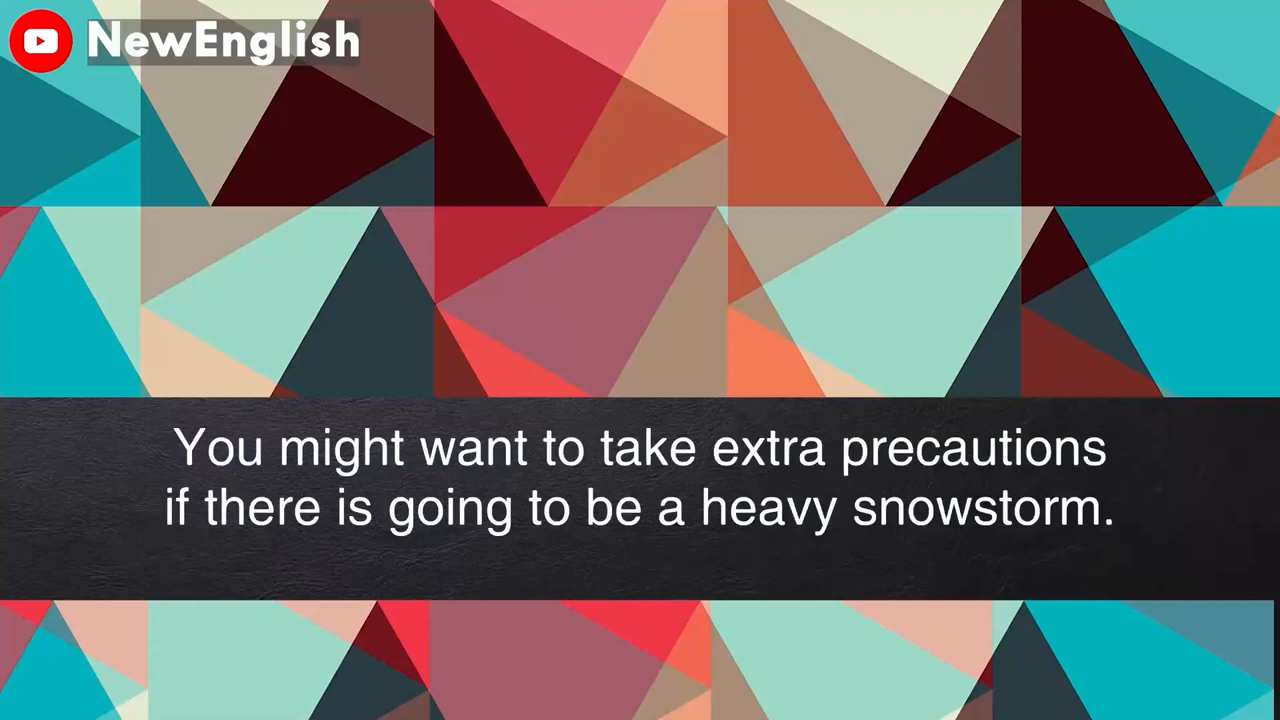 NewEnglish
You might want to take extra precautions
if there is going to be a heavy snowstorm.